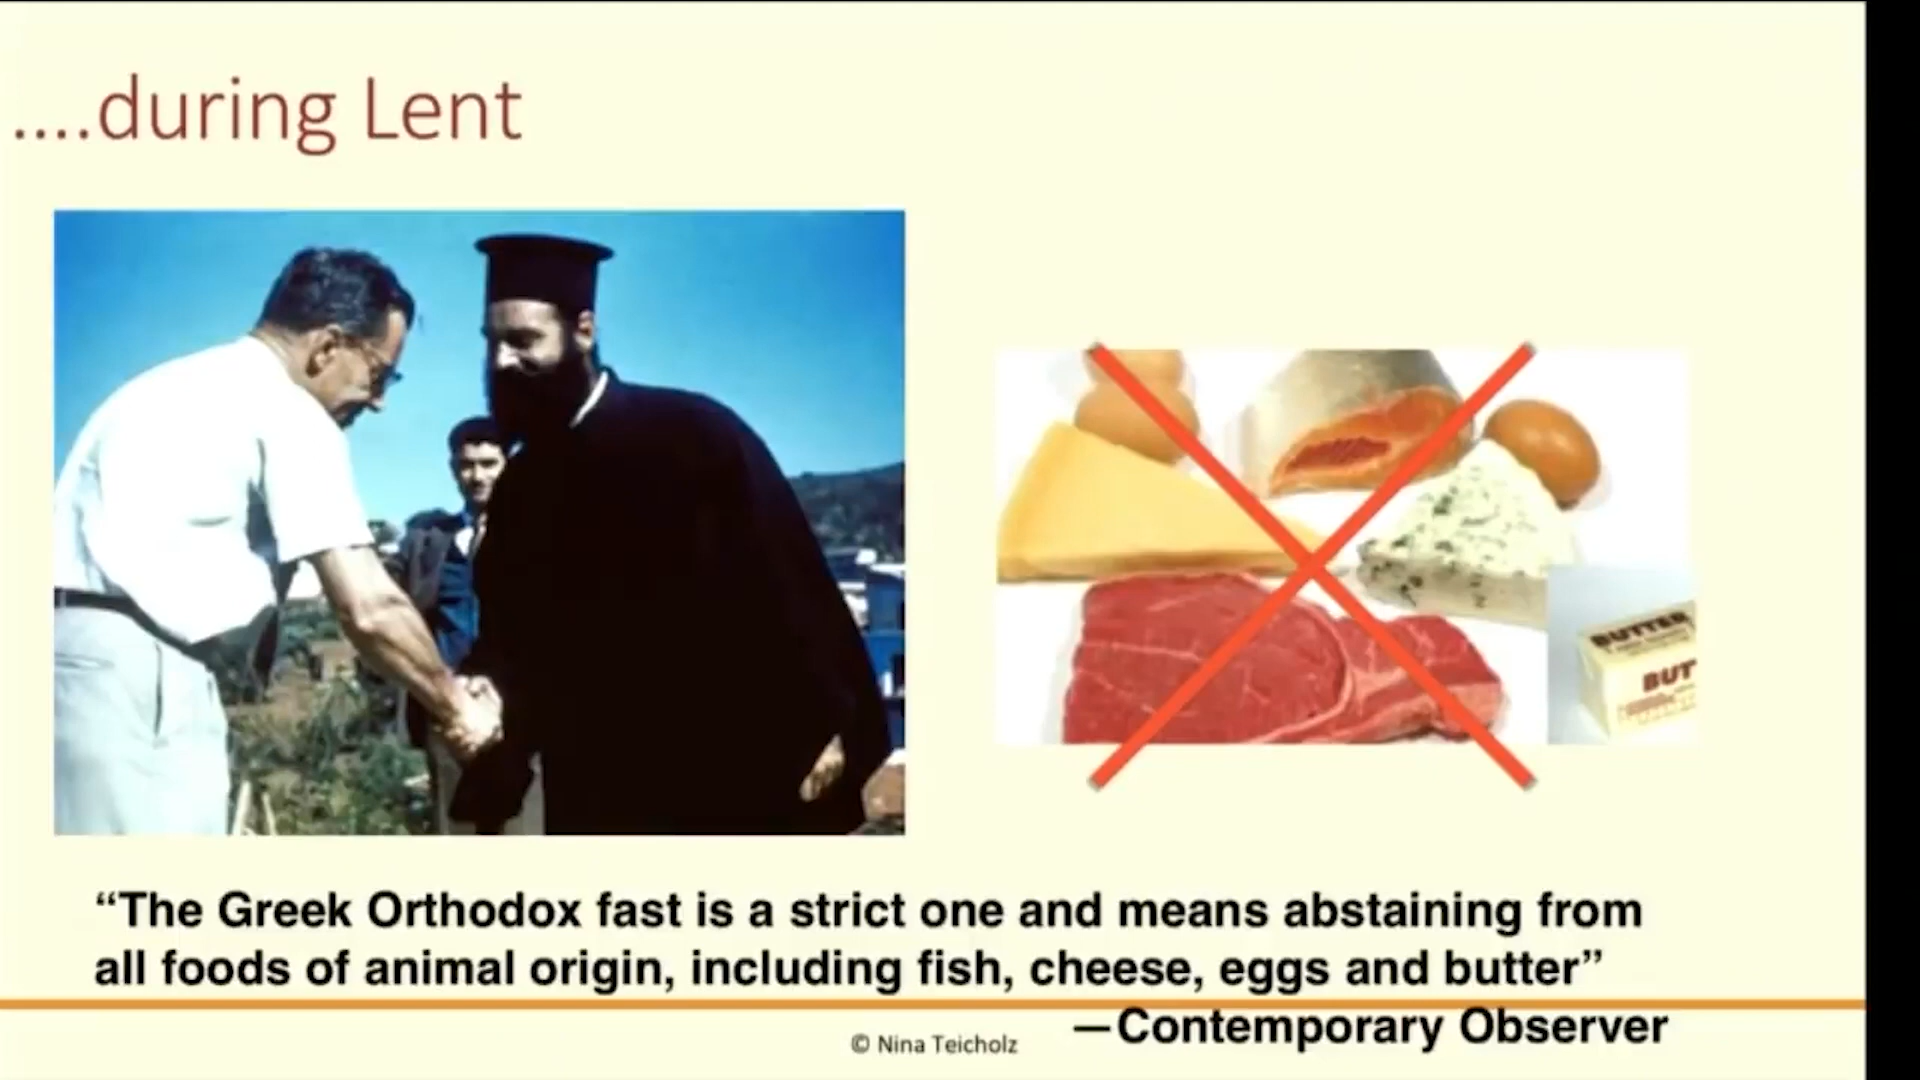 ....during Lent
BUTTER
BUT
“The Greek Orthodox fast is a strict one and means abstaining from
all foods of animal origin, including fish, cheese, eggs and butter”
—Contemporary Observer
© Nina Teicholz